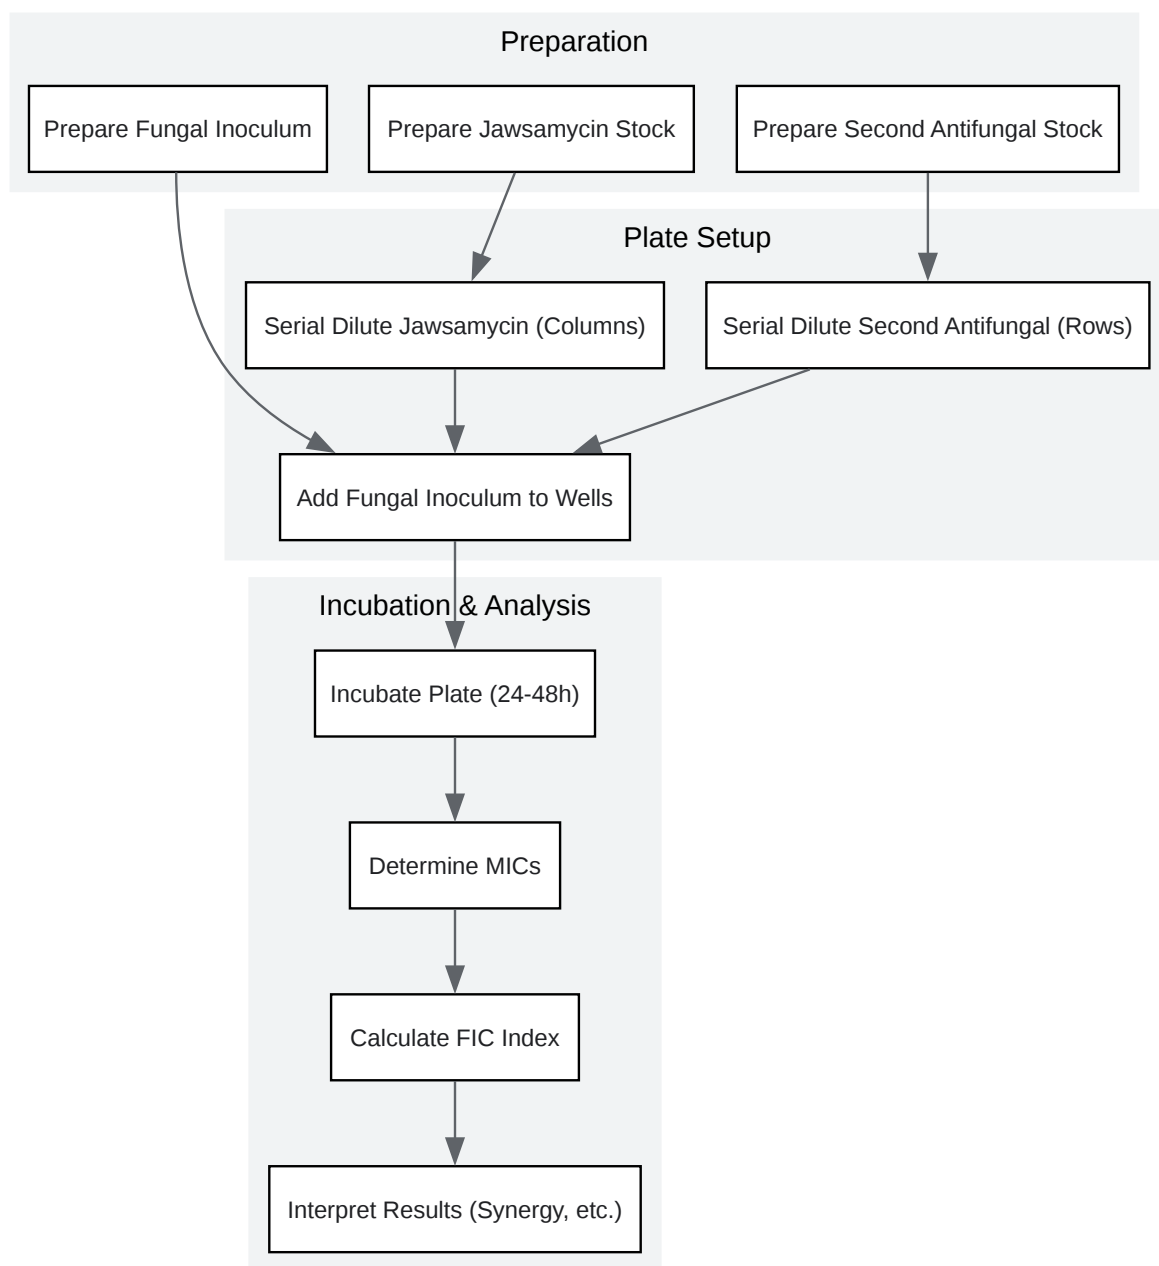 Preparation
Prepare Fungal Inoculum
Prepare Jawsamycin Stock
Prepare Second Antifungal Stock
Plate Setup
Serial Dilute Jawsamycin (Columns)
Serial Dilute Second Antifungal (Rows)
Add Fungal Inoculum to Wells
Incubation & Analysis
Incubate Plate (24-48h)
Determine MICs
Calculate FIC Index
Interpret Results (Synergy, etc.)